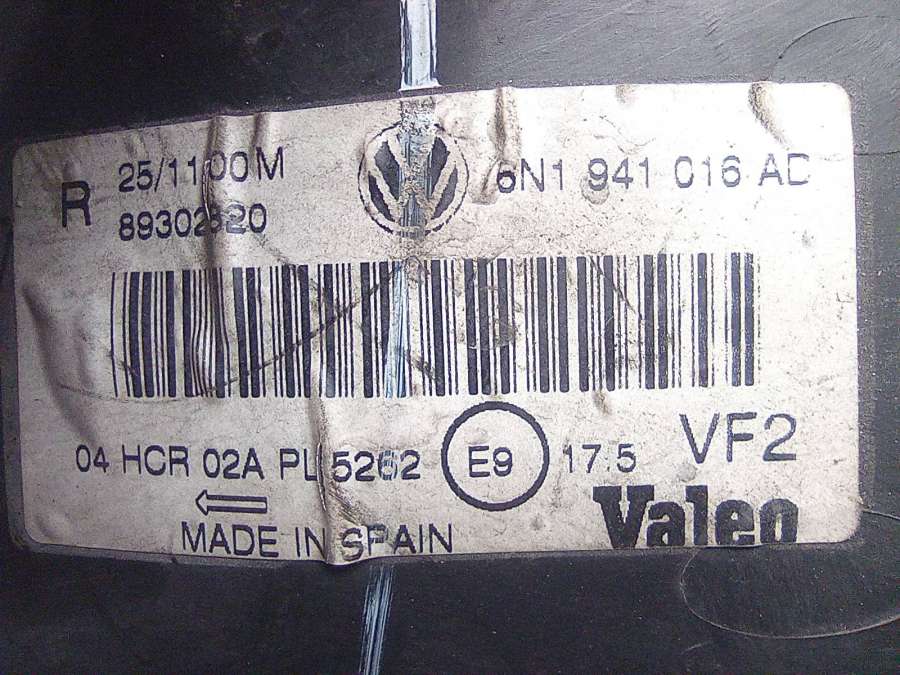 R
25/1100M
89302320
6N1 941 016 AD
04 HCR 02A PL 5262
E9
17.5
VF2
MADE IN SPAIN
Valeo